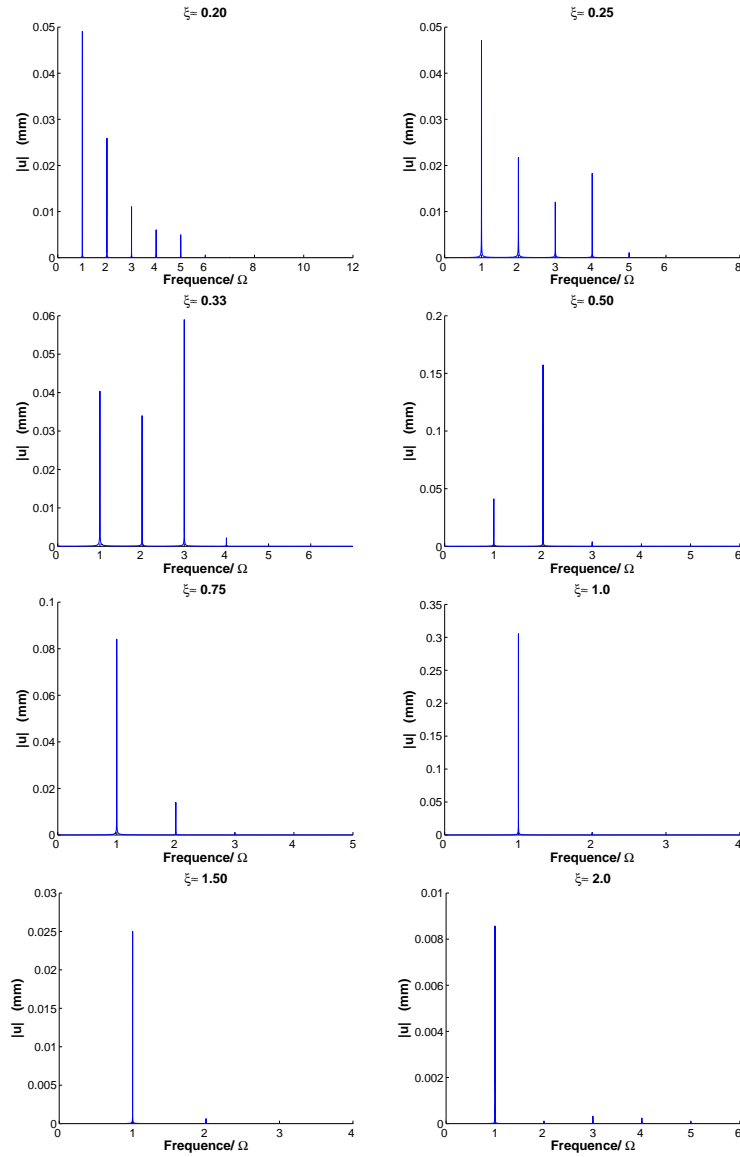 ξ= 0.20
0.05
0.04
0.03
0.02
0.01
0
|u| (mm)
0 1 2 3 4 5 6 8 10 12
Frequence/ Ω
ξ= 0.25
0.05
0.04
0.03
0.02
0.01
0
|u| (mm)
0 1 2 3 4 5 6 8
Frequence/ Ω
ξ= 0.33
0.06
0.05
0.04
0.03
0.02
0.01
0
|u| (mm)
0 1 2 3 4 5 6
Frequence/ Ω
ξ= 0.50
0.2
0.15
0.1
0.05
0
|u| (mm)
0 1 2 3 4 5 6
Frequence/ Ω
ξ= 0.75
0.1
0.08
0.06
0.04
0.02
0
|u| (mm)
0 1 2 3 4 5
Frequence/ Ω
ξ= 1.0
0.35
0.3
0.25
0.2
0.15
0.1
0.05
0
|u| (mm)
0 1 2 3 4
Frequence/ Ω
ξ= 1.50
0.03
0.025
0.02
0.015
0.01
0.005
0
|u| (mm)
0 1 2 3 4
Frequence/ Ω
ξ= 2.0
0.01
0.008
0.006
0.004
0.002
0
|u| (mm)
0 1 2 3 4 5 6
Frequence/ Ω